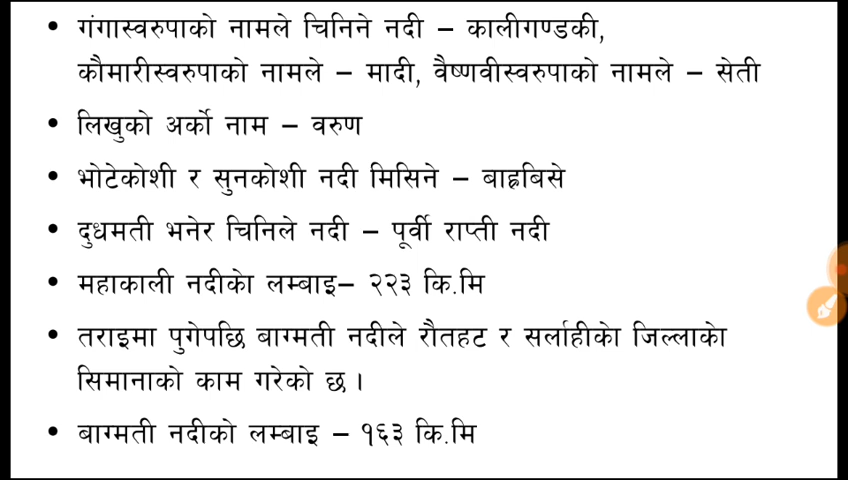 • गंगास्वरुपाको नामले चिनिने नदी – कालीगण्डकी,
कौमारीस्वरुपाको नामले – मादी, वैष्णवीस्वरुपाको नामले – सेती
• लिखुको अर्को नाम – वरुण
• भोटेकोशी र सुनकोशी नदी मिसिने – बाह्रबिसे
• दुधमती भनेर चिनिले नदी – पूर्वी राप्ती नदी
• महाकाली नदीको लम्बाइ– २२३ कि.मि
• तराइमा पुगेपछि बाग्मती नदीले रौतहट र सर्लाहीको जिल्लाको
सिमानाको काम गरेको छ ।
• बाग्मती नदीको लम्बाइ – १६३ कि.मि